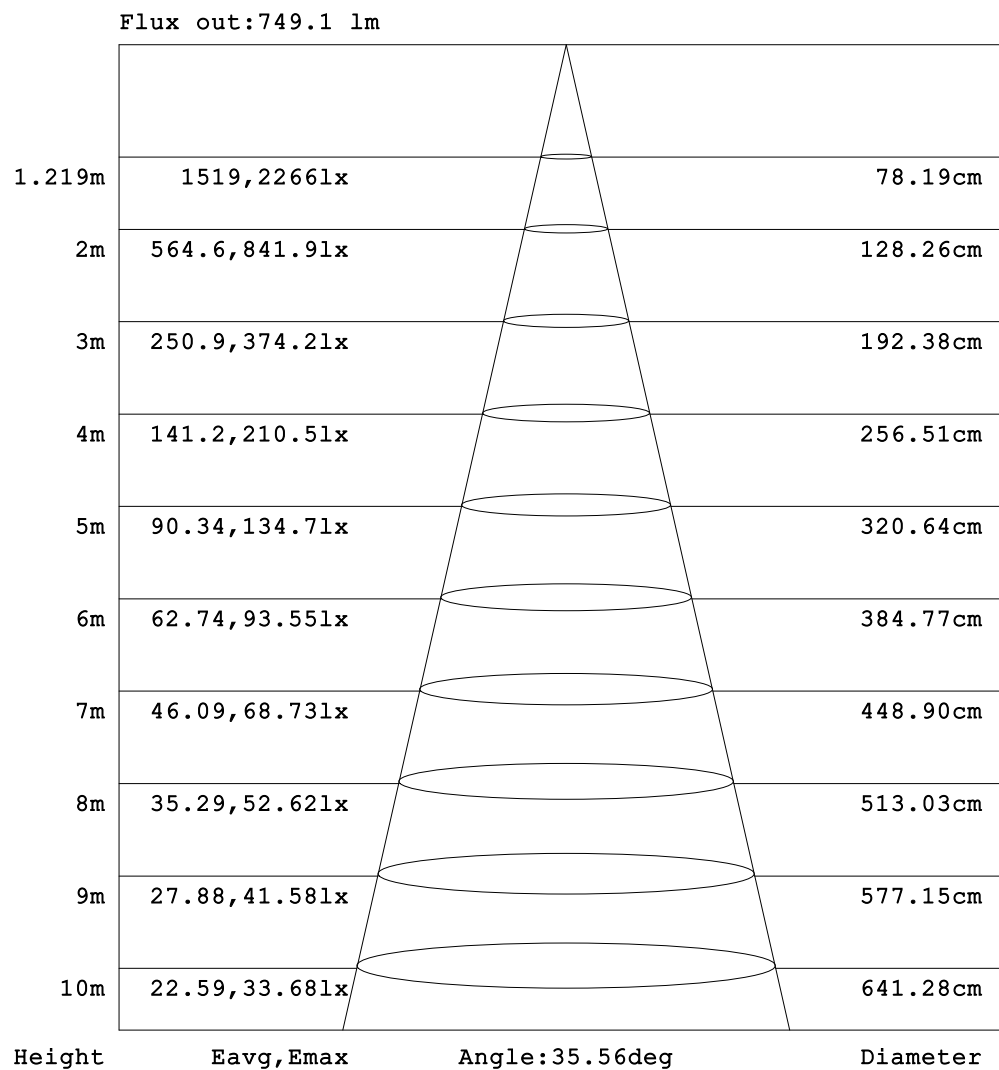 Flux out:749.1 lm
1.219m 1519,2266lx 78.19cm
2m 564.6,841.9lx 128.26cm
3m 250.9,374.2lx 192.38cm
4m 141.2,210.5lx 256.51cm
5m 90.34,134.7lx 320.64cm
6m 62.74,93.55lx 384.77cm
7m 46.09,68.73lx 448.90cm
8m 35.29,52.62lx 513.03cm
9m 27.88,41.58lx 577.15cm
10m 22.59,33.68lx 641.28cm
Height Eavg,Emax Angle:35.56deg Diameter